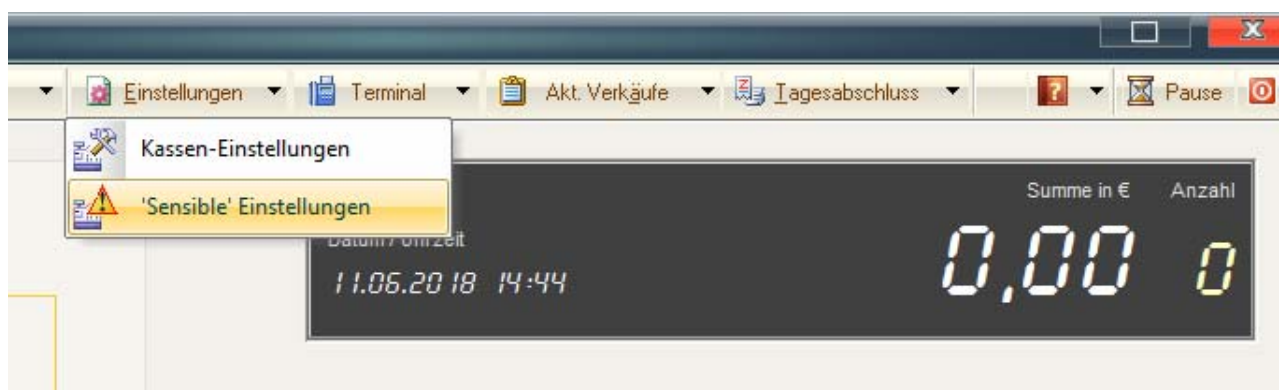 Einstellungen Terminal Akt. Verkäufe Tagesabschluss ? Pause
Kassen-Einstellungen
'Sensible' Einstellungen
Summe in € Anzahl
Datum / Uhrzeit
0,00 0
11.06.2018 14:44